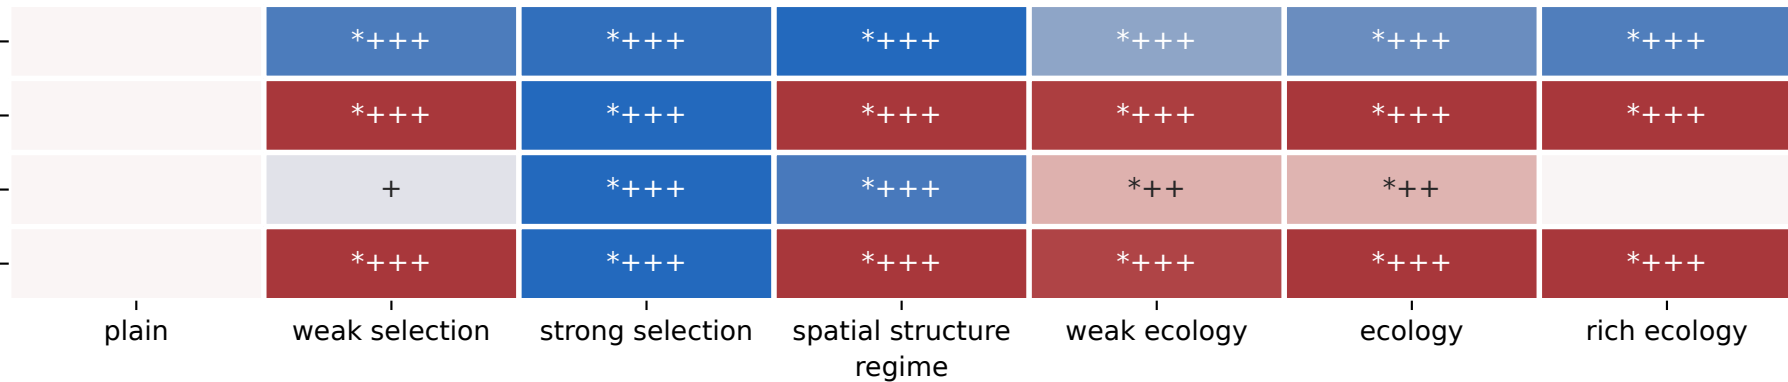 *+++ *+++ *+++ *+++ *+++ *+++
*+++ *+++ *+++ *+++ *+++ *+++
+ *+++ *+++ *++ *++
*+++ *+++ *+++ *+++ *+++ *+++
plain weak selection strong selection spatial structure weak ecology ecology rich ecology
regime